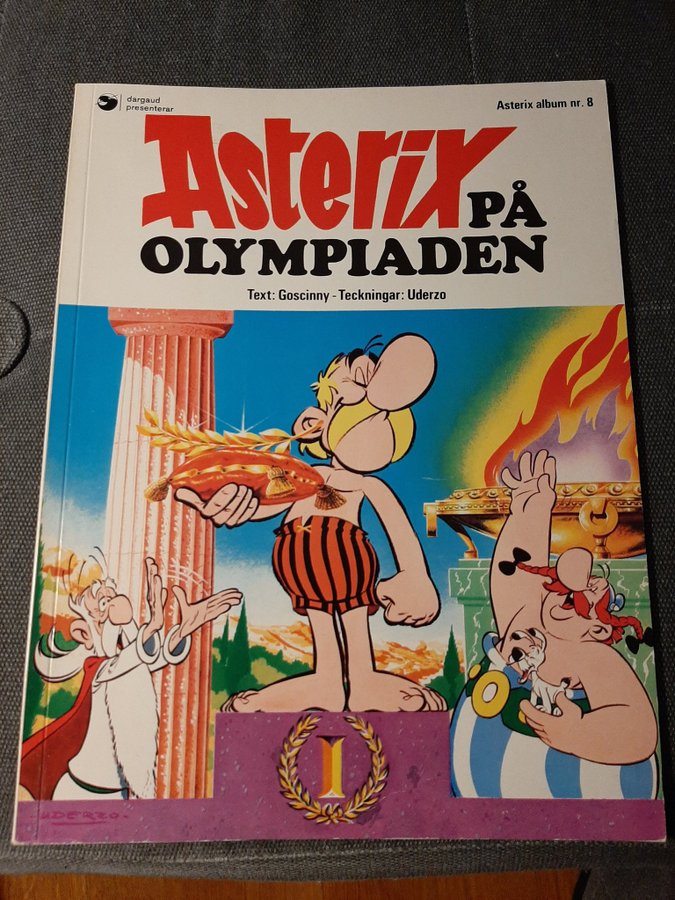 dargaud
presenterar
Asterix album nr. 8
Asterix PÅ
OLYMPIADEN
Text: Goscinny - Teckningar: Uderzo
I
UDERZO